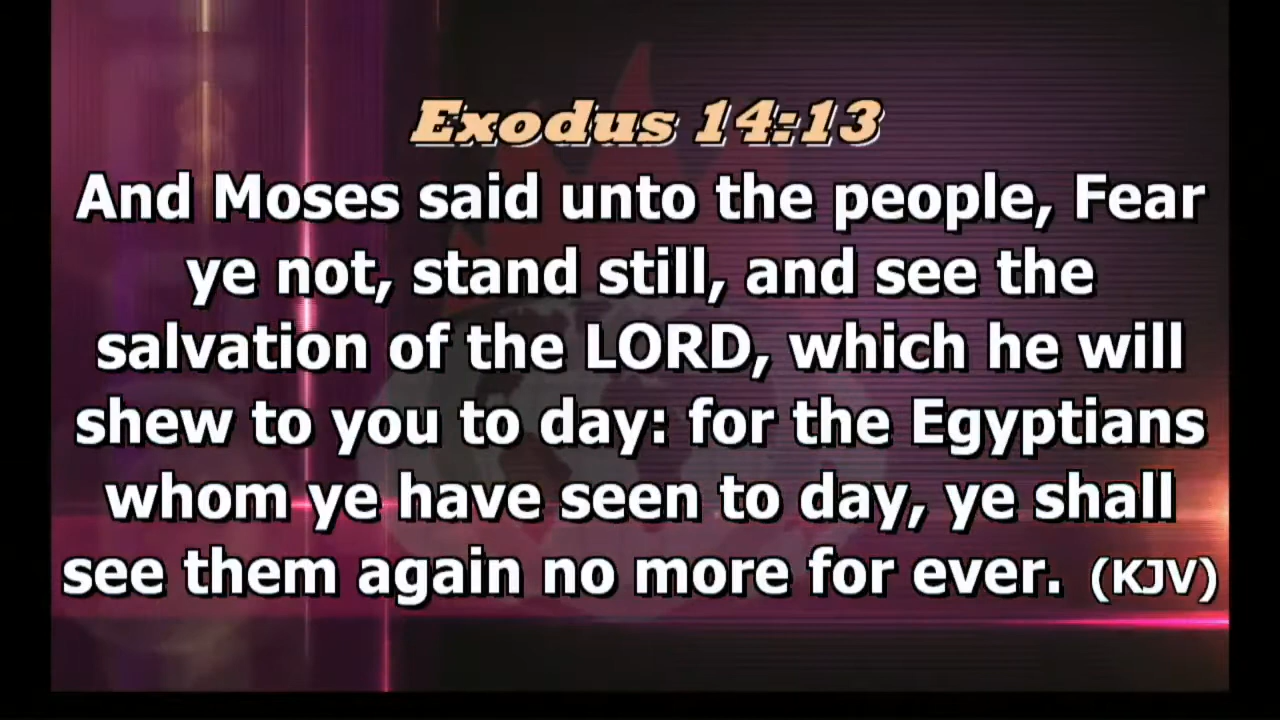 Exodus 14:13
And Moses said unto the people, Fear
ye not, stand still, and see the
salvation of the LORD, which he will
shew to you to day: for the Egyptians
whom ye have seen to day, ye shall
see them again no more for ever. (KJV)